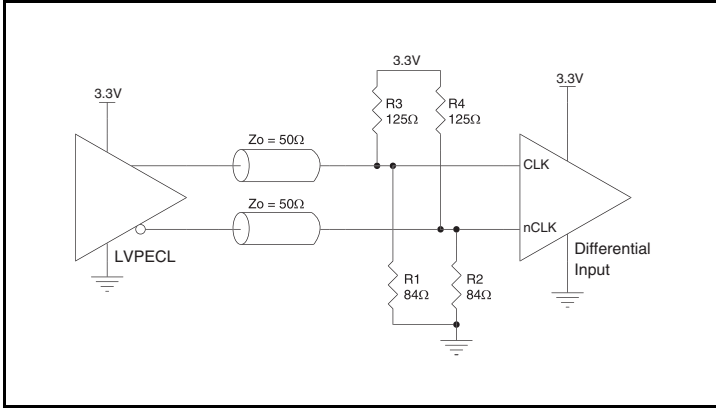 3.3V
3.3V
3.3V
R3
125Ω
R4
125Ω
Zo = 50Ω
CLK
Zo = 50Ω
nCLK
LVPECL
Differential
Input
R1
84Ω
R2
84Ω